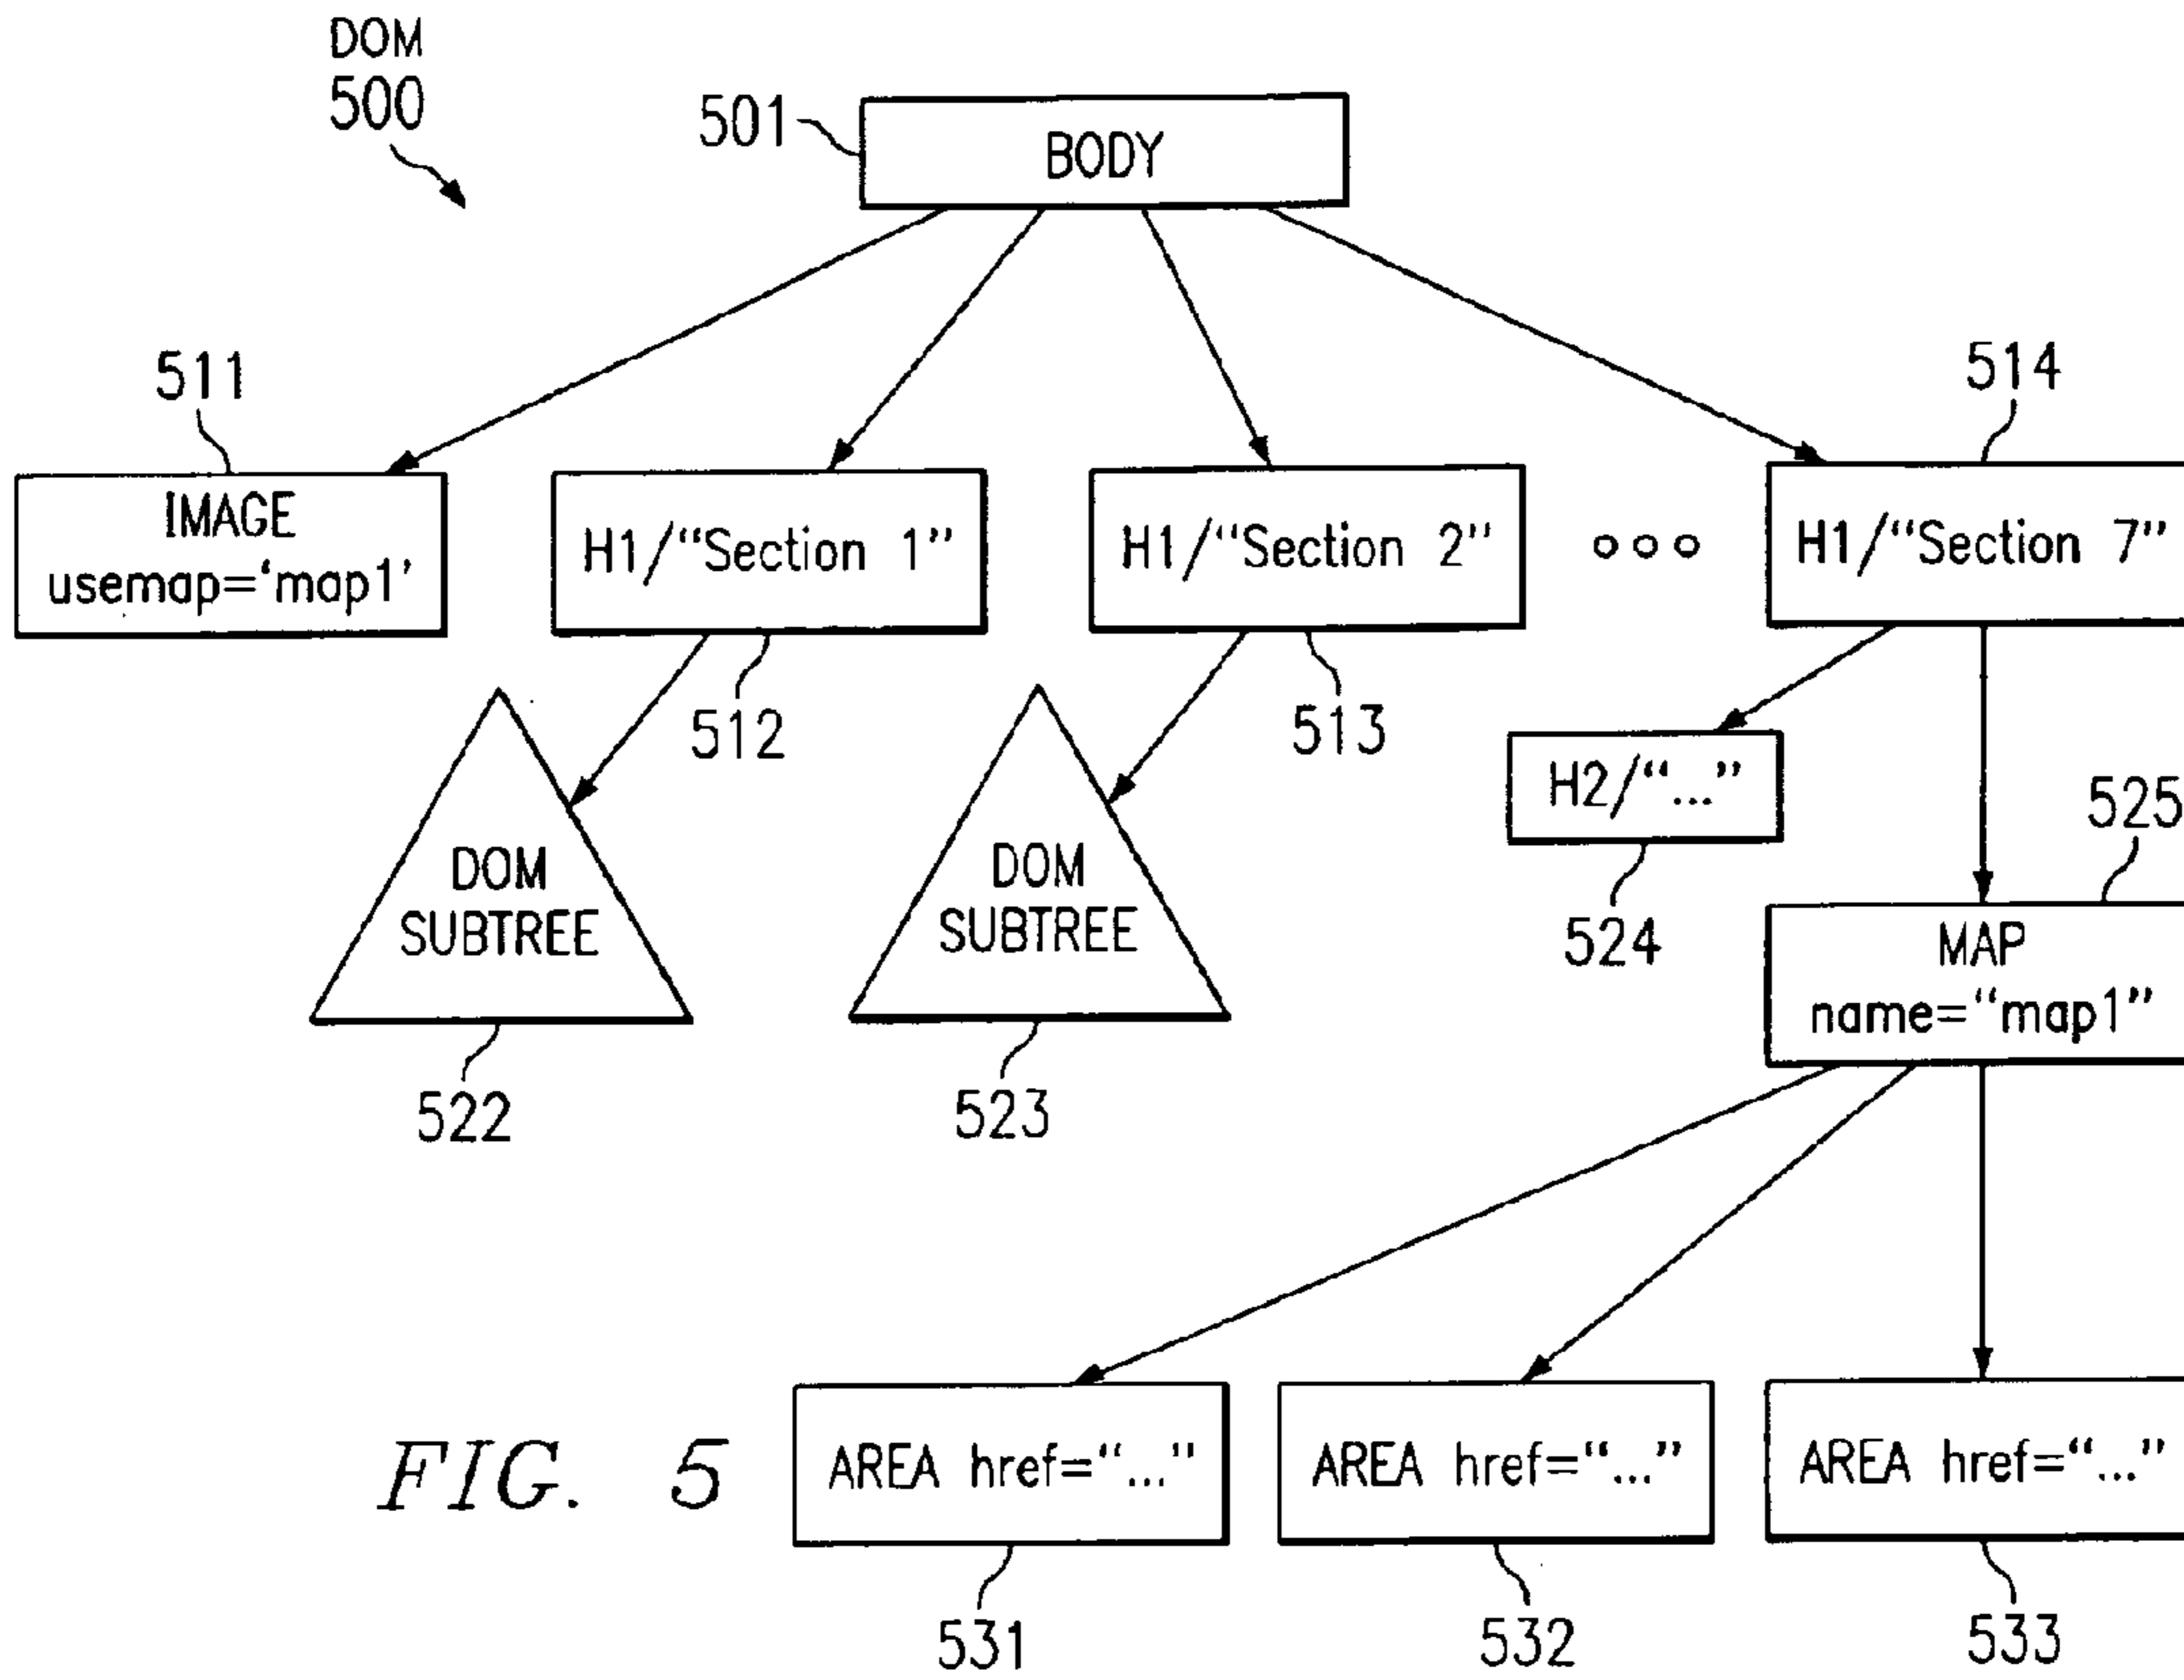 DOM
500
501
BODY
511
514
IMAGE
usemap=‘map1’
H1/“Section 1”
H1/“Section 2”
H1/“Section 7”
512
513
H2/“...”
524
525
DOM
SUBTREE
DOM
SUBTREE
MAP
name=“map1”
522
523
AREA href=“...“
AREA href=“...”
AREA href=“...”
FIG. 5
531
532
533